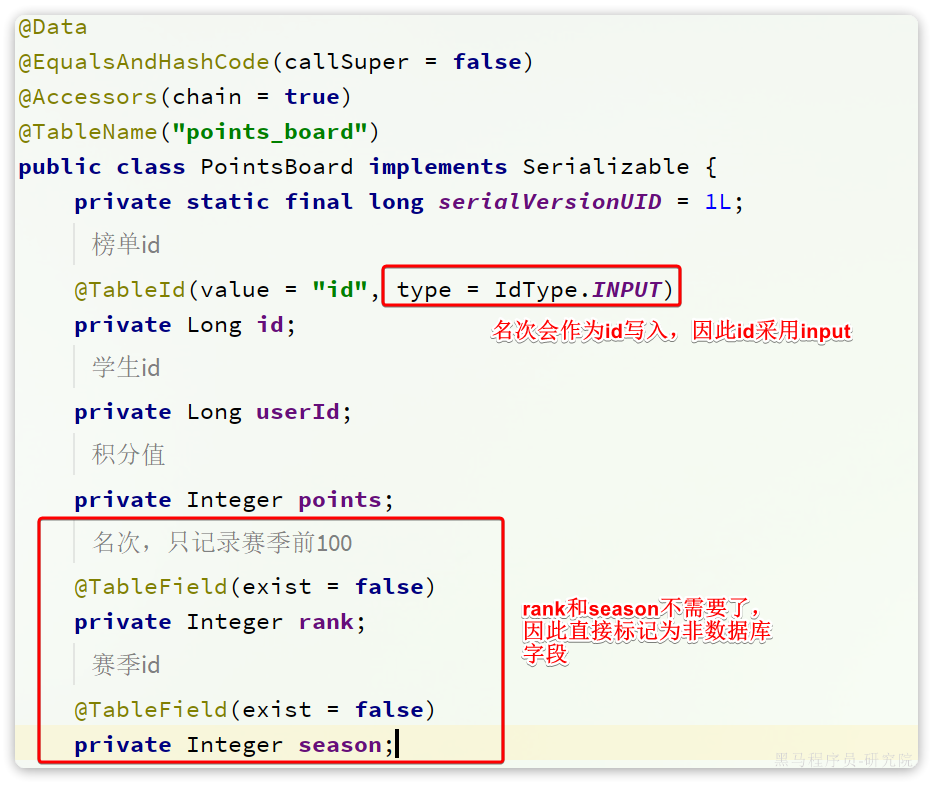 @Data
@EqualsAndHashCode(callSuper = false)
@Accessors(chain = true)
@TableName("points_board")
public class PointsBoard implements Serializable {
private static final long serialVersionUID = 1L;
榜单id
@TableId(value = "id", type = IdType.INPUT)
名次会作为id写入，因此id采用input
private Long id;
学生id
private Long userId;
积分值
private Integer points;
名次，只记录赛季前100
@TableField(exist = false)
private Integer rank;
rank和season不需要了，
因此直接标记为非数据库
字段
赛季id
@TableField(exist = false)
private Integer season;
黑马程序员-研究院